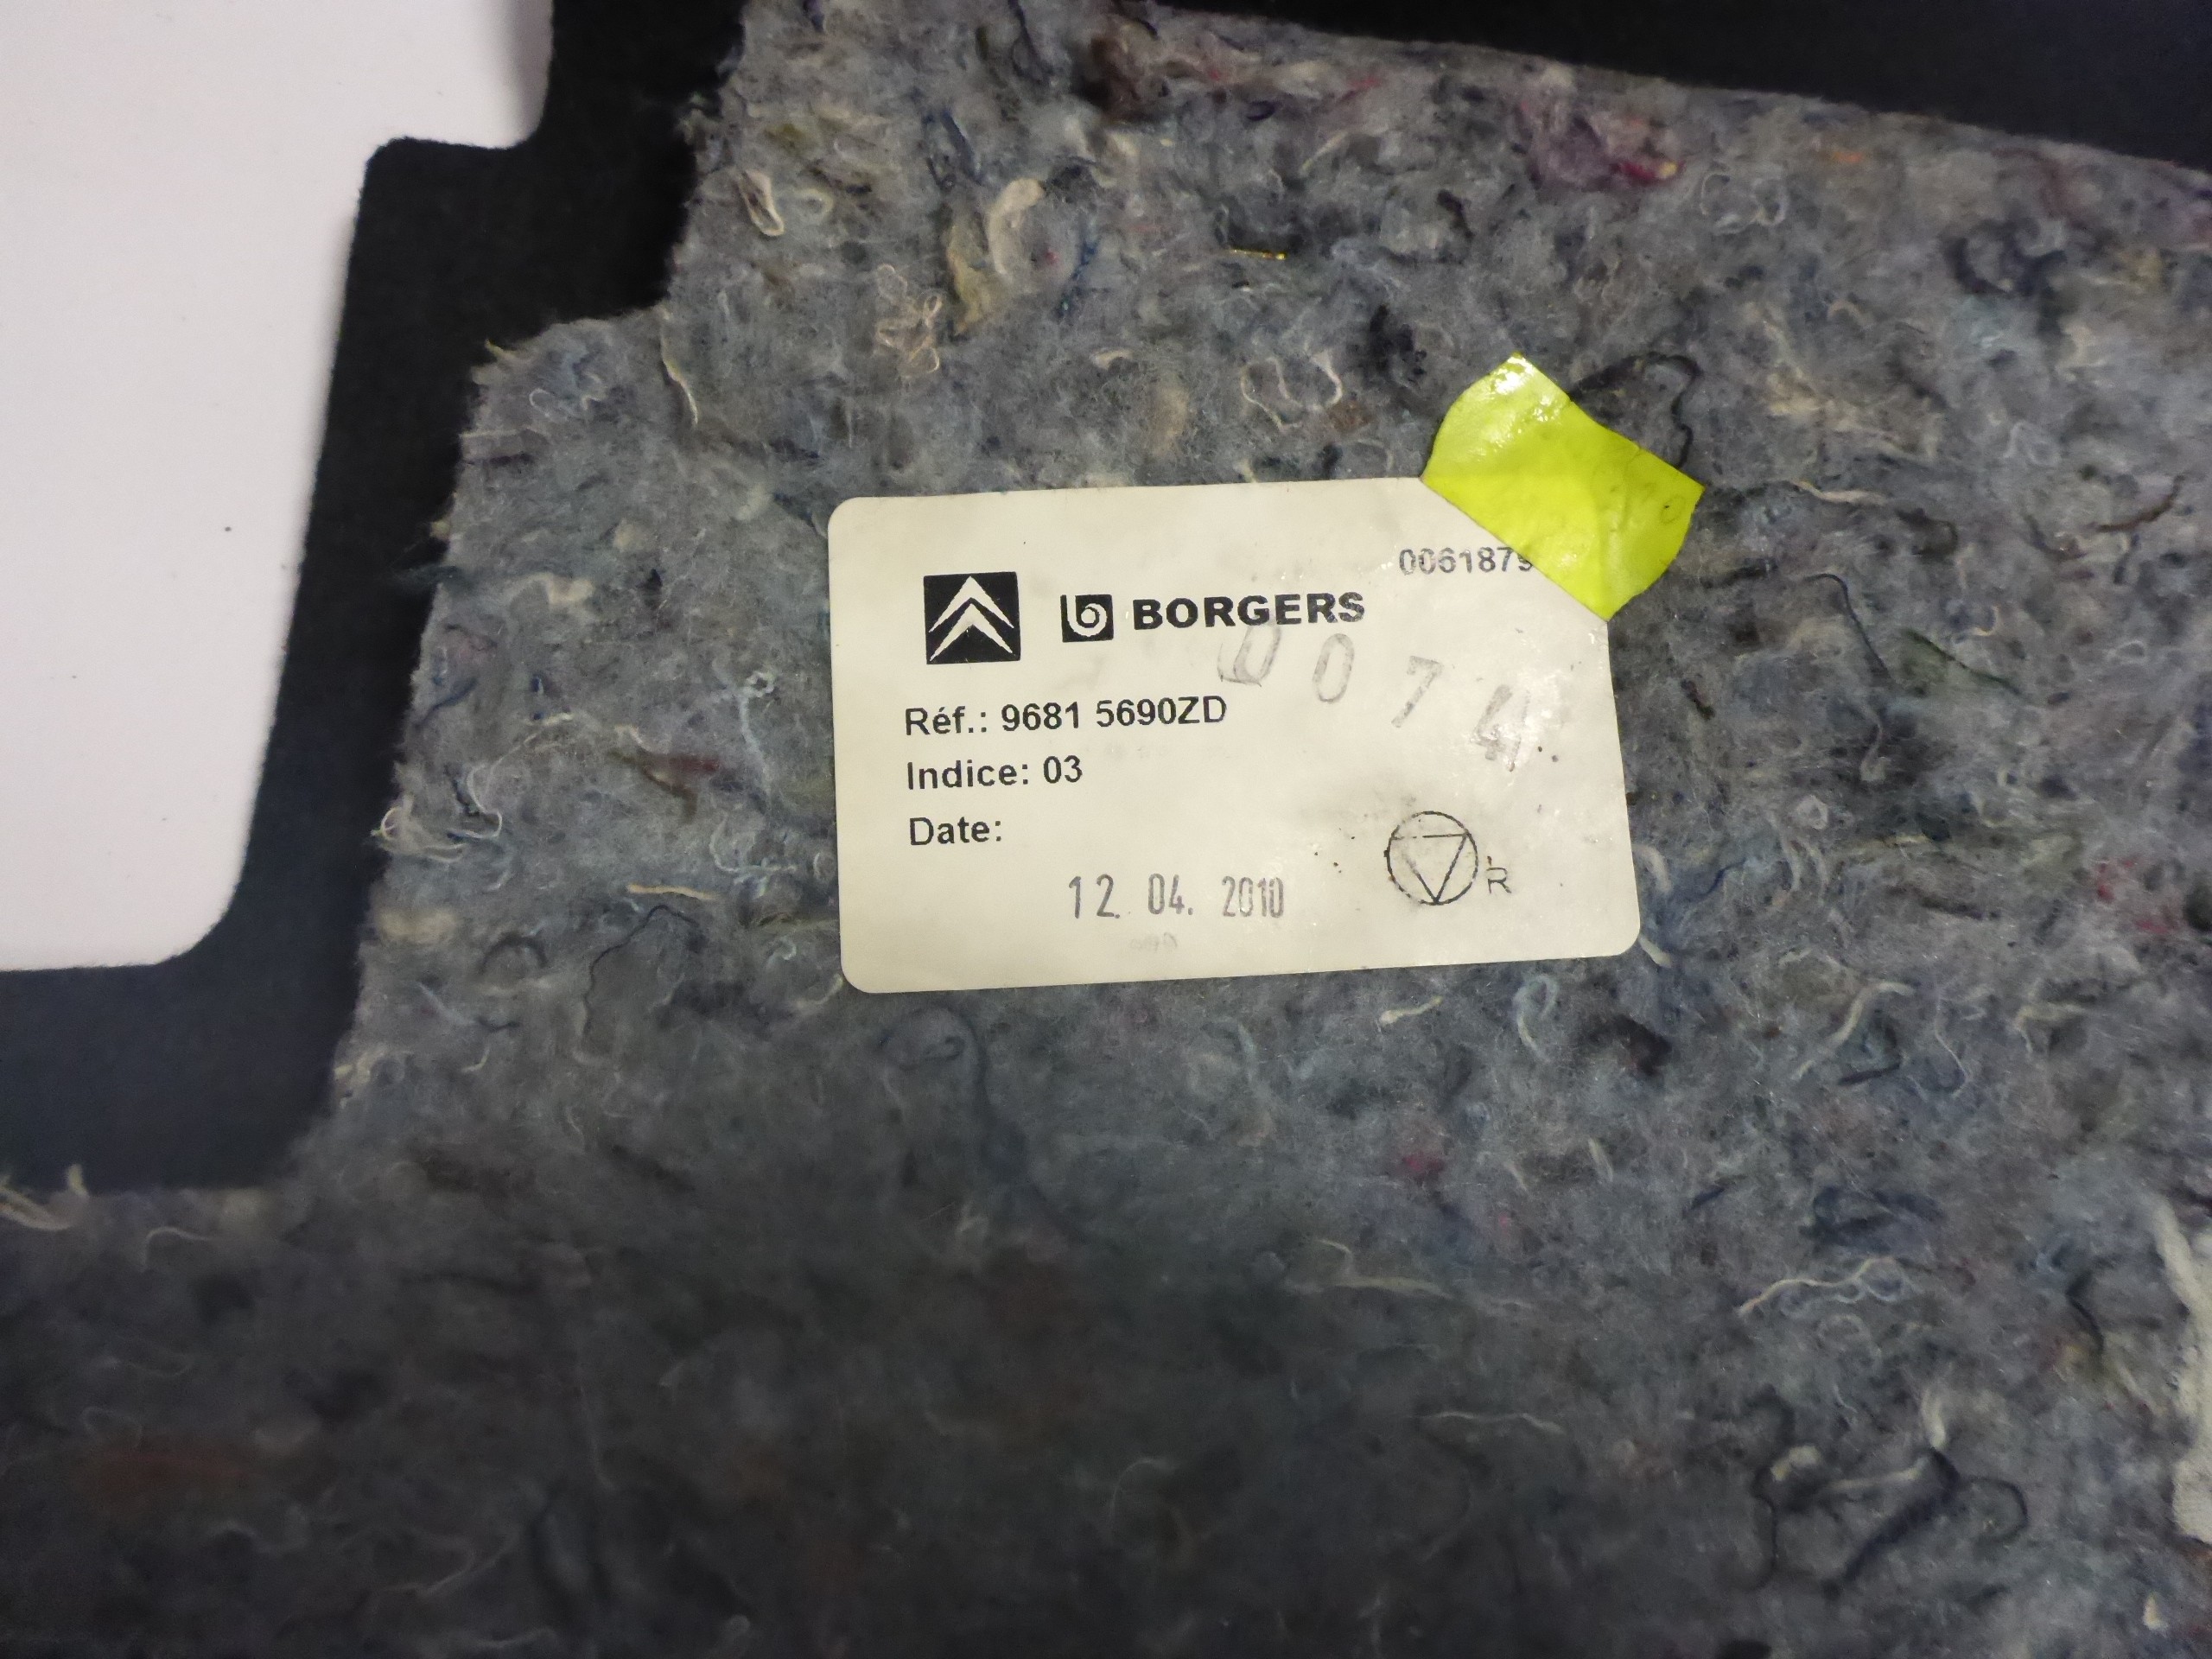 0061879
BORGERS
0074
Réf.: 9681 5690ZD
Indice: 03
Date:
12. 04. 2010
R